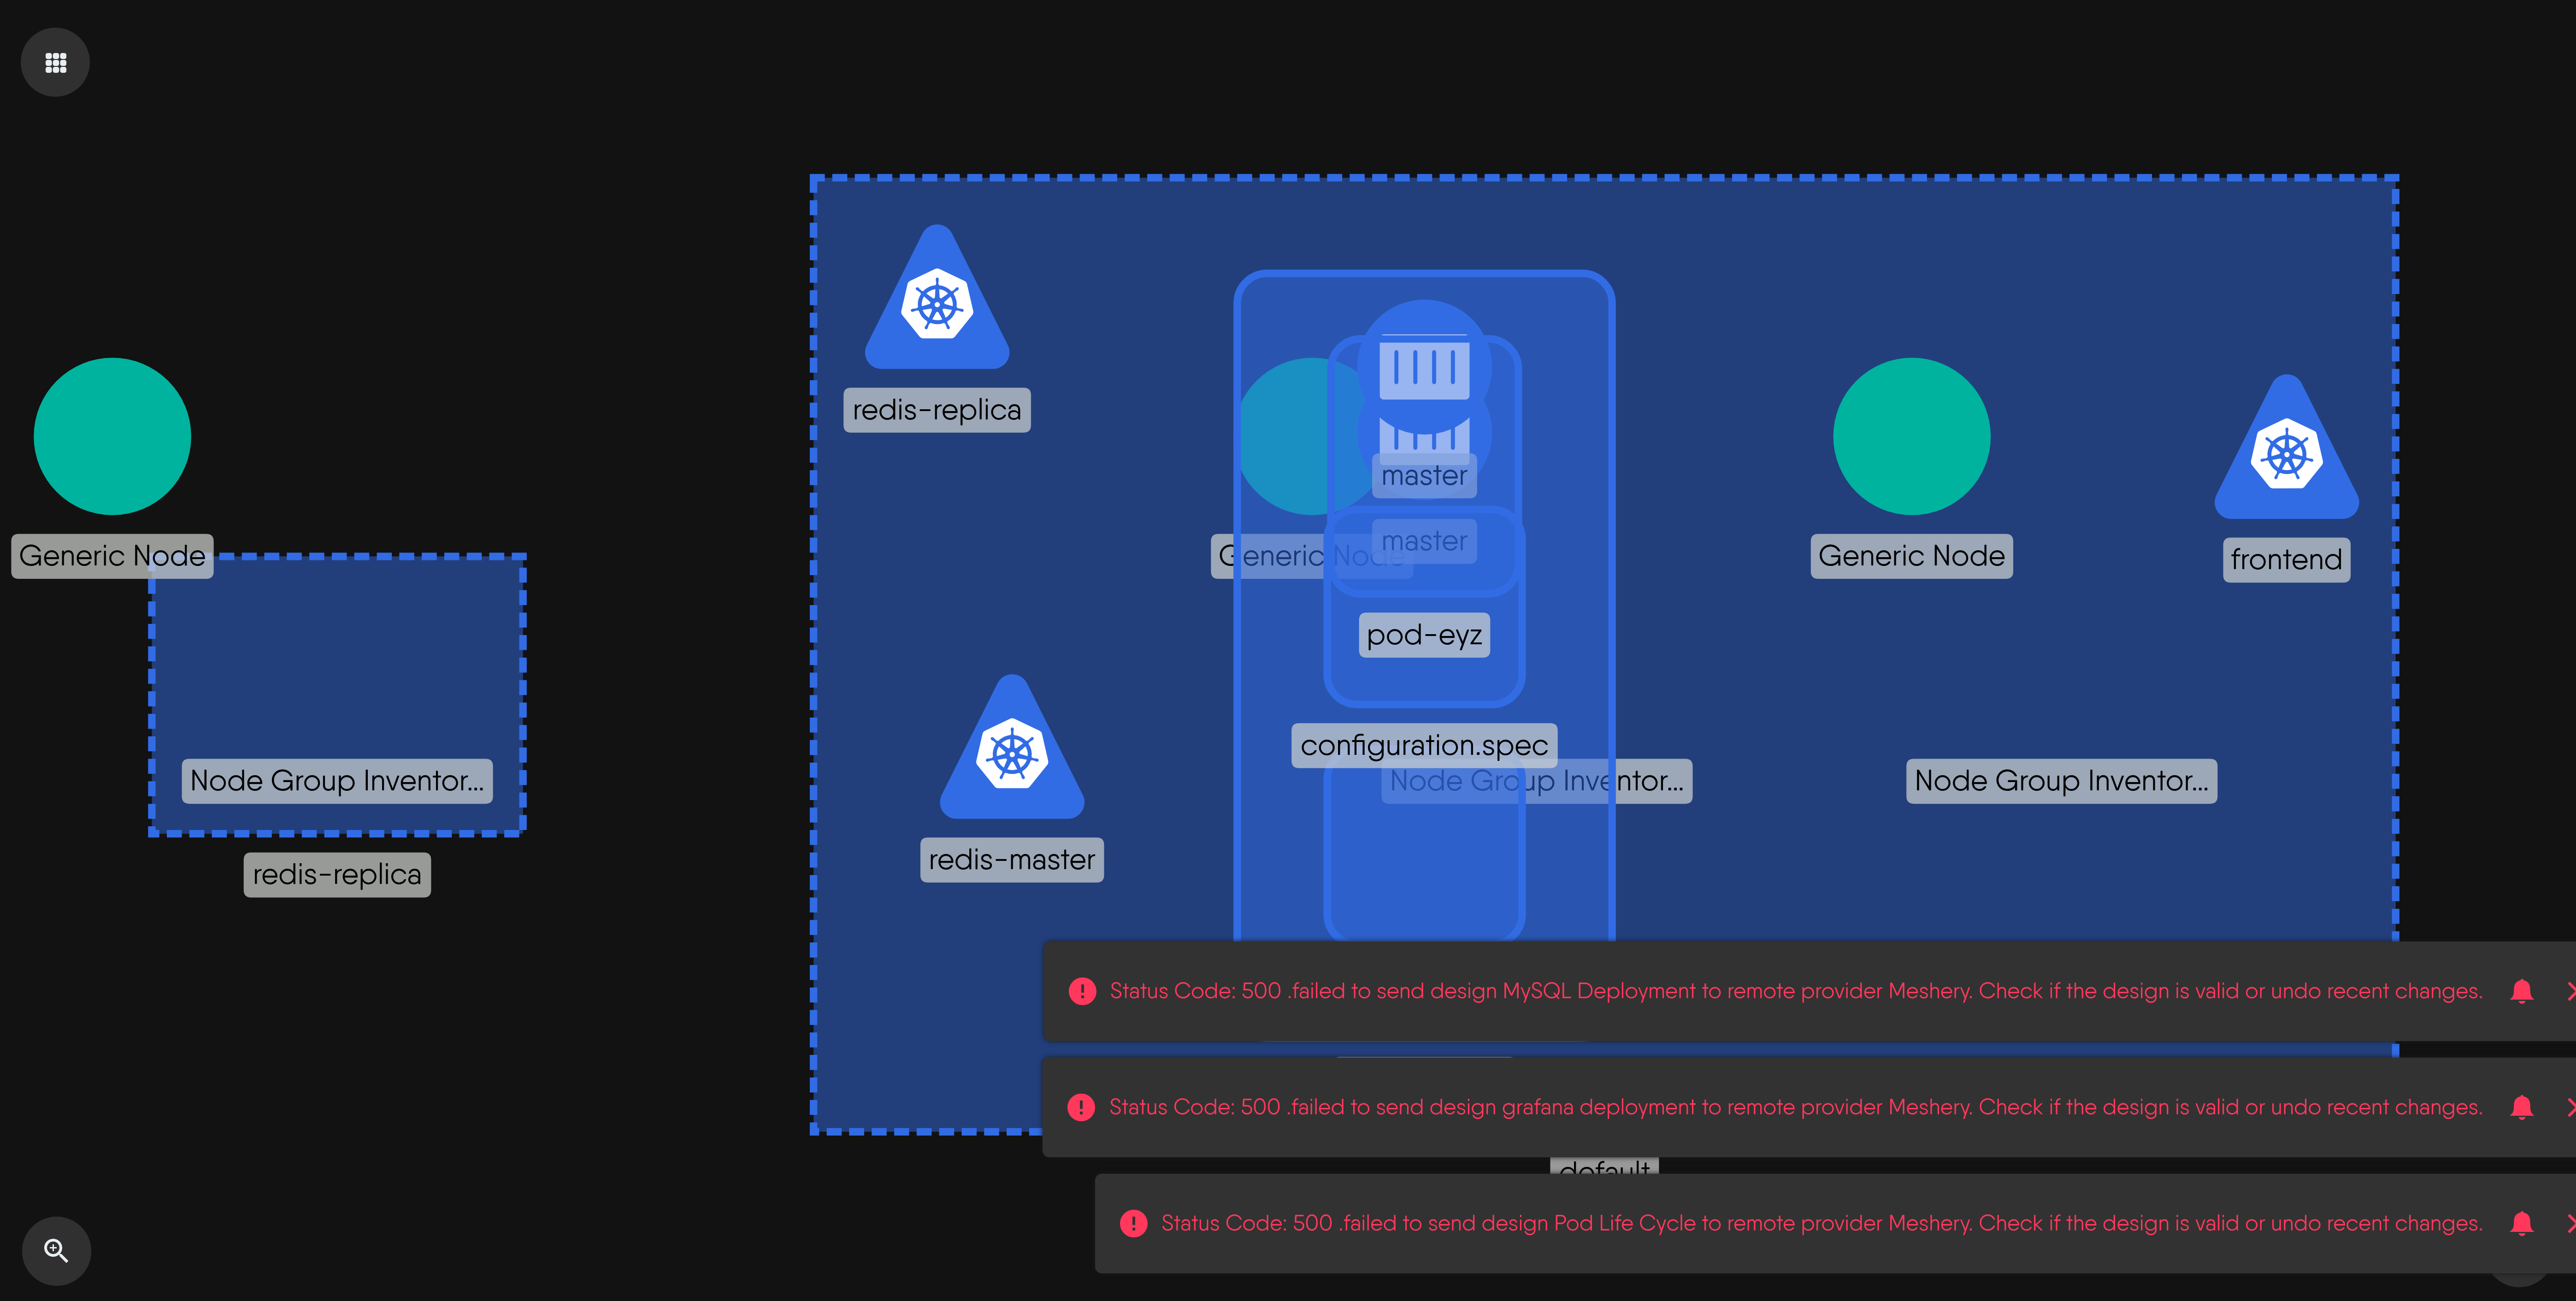 redis-replica
master
master
Generic Node
Generic Node
Generic Node
frontend
pod-eyz
configuration.spec
Node Group Inventor...
Node Group Inventor...
Node Group Inventor...
redis-master
redis-replica
Status Code: 500 .failed to send design MySQL Deployment to remote provider Meshery. Check if the design is valid or undo recent changes.
Status Code: 500 .failed to send design grafana deployment to remote provider Meshery. Check if the design is valid or undo recent changes.
default
Status Code: 500 .failed to send design Pod Life Cycle to remote provider Meshery. Check if the design is valid or undo recent changes.